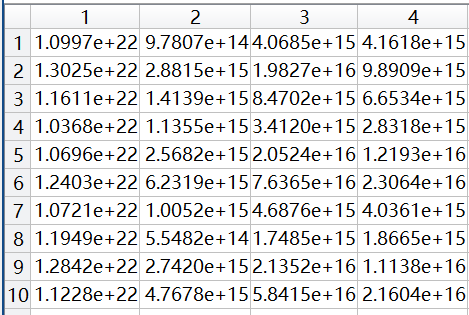 1 2 3 4
1 1.0997e+22 9.7807e+14 4.0685e+15 4.1618e+15
2 1.3025e+22 2.8815e+15 1.9827e+16 9.8909e+15
3 1.1611e+22 1.4139e+15 8.4702e+15 6.6534e+15
4 1.0368e+22 1.1355e+15 3.4120e+15 2.8318e+15
5 1.0696e+22 2.5682e+15 2.0524e+16 1.2193e+16
6 1.2403e+22 6.2319e+15 7.6365e+16 2.3064e+16
7 1.0721e+22 1.0052e+15 4.6876e+15 4.0361e+15
8 1.1949e+22 5.5482e+14 1.7485e+15 1.8665e+15
9 1.2842e+22 2.7420e+15 2.1352e+16 1.1138e+16
10 1.1228e+22 4.7678e+15 5.8415e+16 2.1604e+16